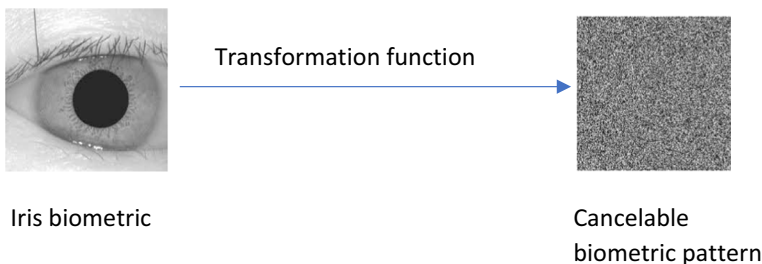 Transformation function
Iris biometric
Cancelable
biometric pattern